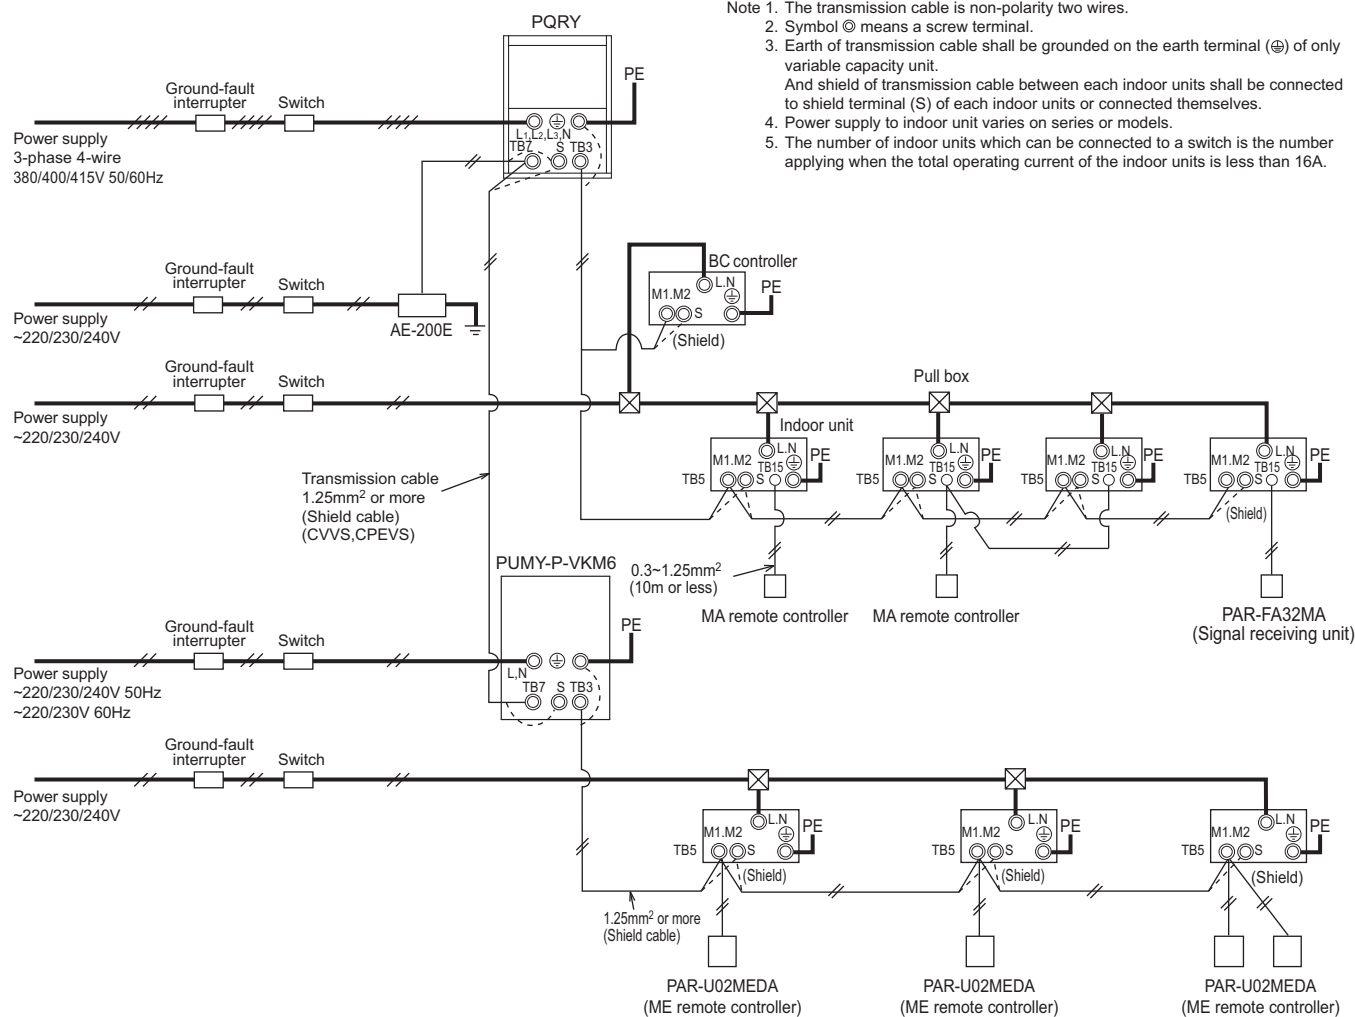 Note 1. The transmission cable is non-polarity two wires.
2. Symbol ◎ means a screw terminal.
3. Earth of transmission cable shall be grounded on the earth terminal (⏚) of only
variable capacity unit.
And shield of transmission cable between each indoor units shall be connected
to shield terminal (S) of each indoor units or connected themselves.
4. Power supply to indoor unit varies on series or models.
5. The number of indoor units which can be connected to a switch is the number
applying when the total operating current of the indoor units is less than 16A.
PQRY
PE
Ground-fault
interrupter
Switch
L1,L2,L3,N
TB7 S TB3
Power supply
3-phase 4-wire
380/400/415V 50/60Hz
Ground-fault
interrupter
Switch
Power supply
~220/230/240V
AE-200E
BC controller
L.N
M1.M2
S
PE
(Shield)
Ground-fault
interrupter
Switch
Power supply
~220/230/240V
Pull box
Indoor unit
L.N
PE
M1.M2
TB15
TB5
S
L.N
PE
M1.M2
TB15
TB5
S
L.N
PE
M1.M2
TB15
TB5
S
L.N
PE
M1.M2
TB15
TB5
S
(Shield)
Transmission cable
1.25mm² or more
(Shield cable)
(CVVS,CPEVS)
0.3~1.25mm²
(10m or less)
MA remote controller
MA remote controller
PAR-FA32MA
(Signal receiving unit)
PUMY-P-VKM6
PE
Ground-fault
interrupter
Switch
L,N
TB7 S TB3
Power supply
~220/230/240V 50Hz
~220/230V 60Hz
Ground-fault
interrupter
Switch
Power supply
~220/230/240V
L.N
PE
M1.M2
TB5
S
(Shield)
L.N
PE
M1.M2
TB5
S
(Shield)
L.N
PE
M1.M2
TB5
S
(Shield)
1.25mm² or more
(Shield cable)
PAR-U02MEDA
(ME remote controller)
PAR-U02MEDA
(ME remote controller)
PAR-U02MEDA
(ME remote controller)